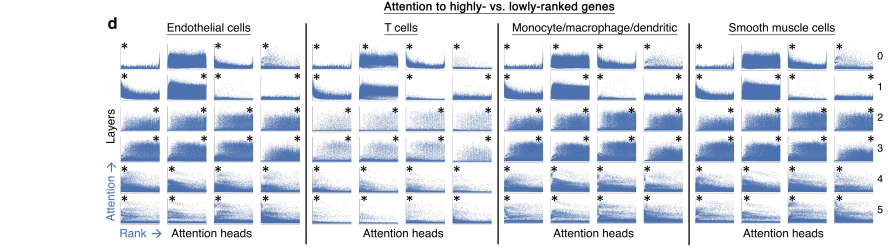 Attention to highly- vs. lowly-ranked genes
d
Endothelial cells
T cells
Monocyte/macrophage/dendritic
Smooth muscle cells
0
1
2
3
4
5
Layers
Attention →
Rank →
Attention heads
Attention heads
Attention heads
Attention heads